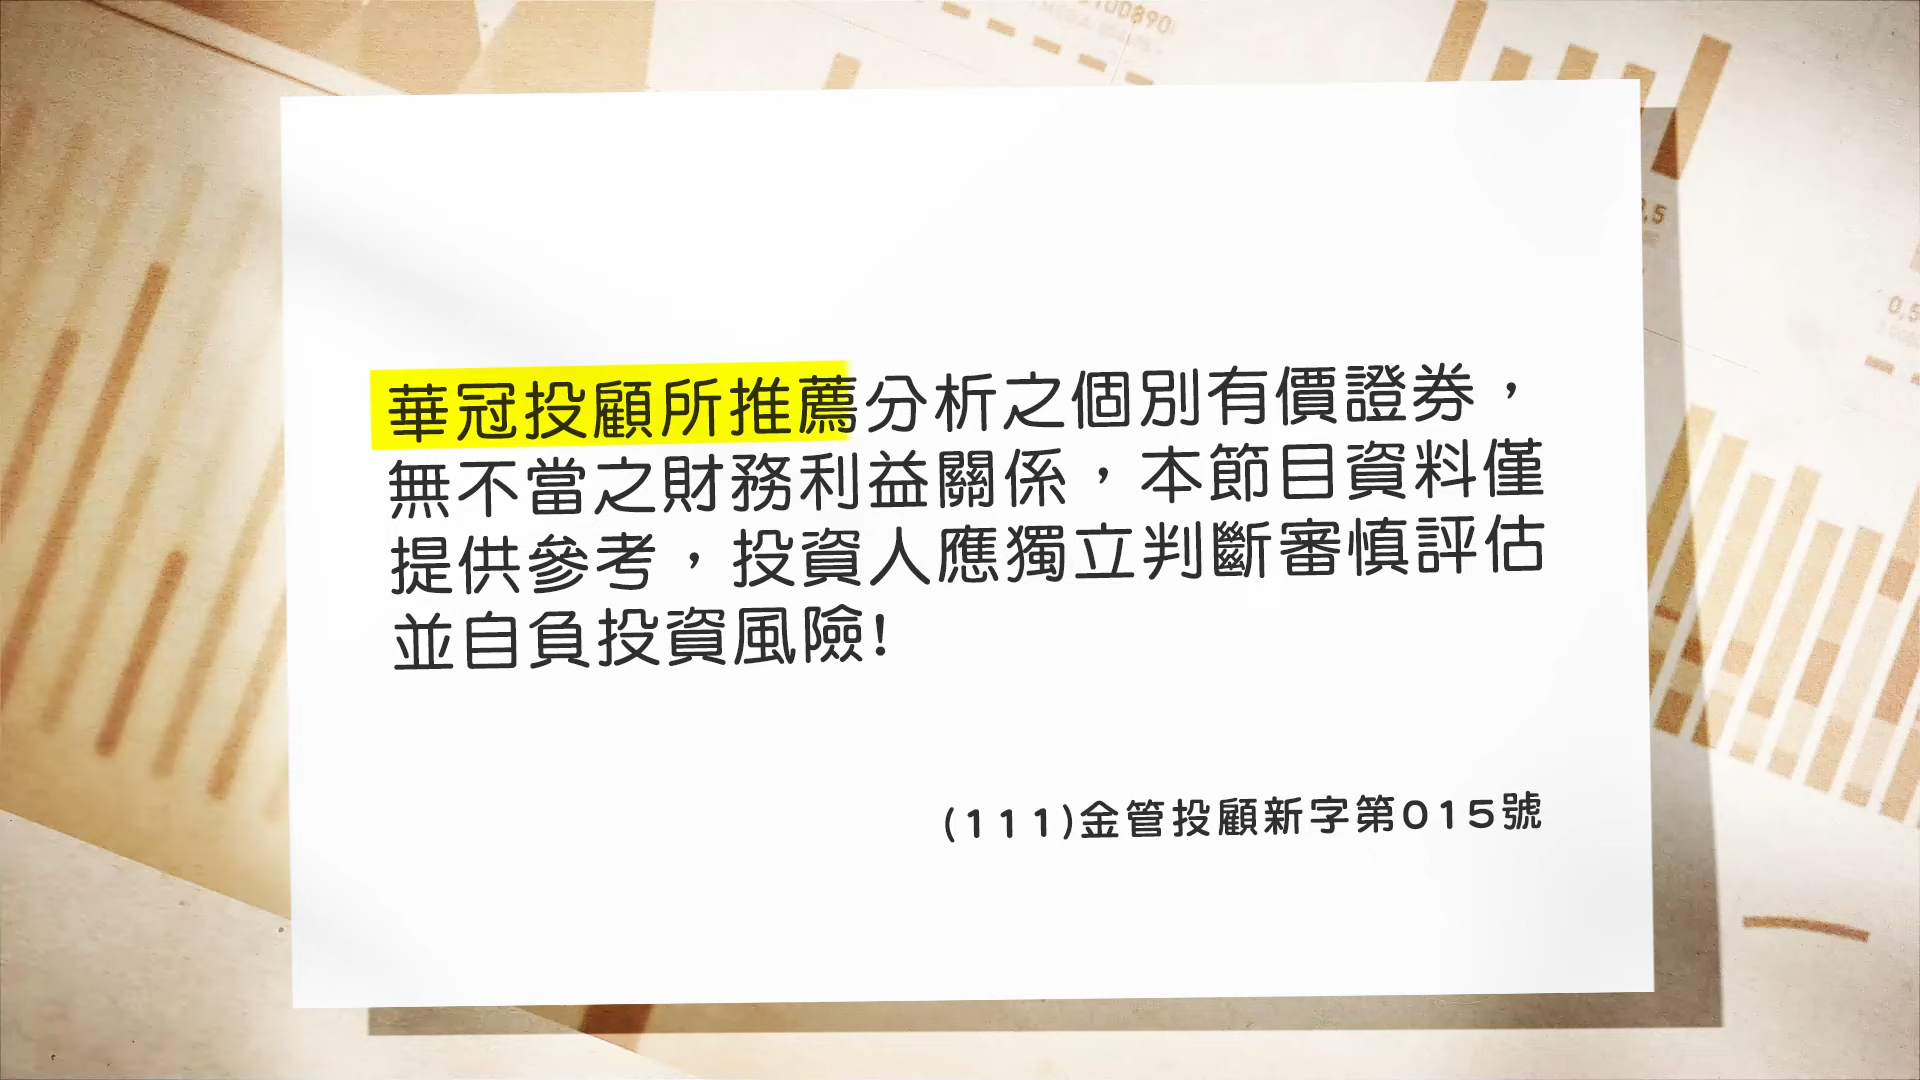 華冠投顧所推薦分析之個別有價證券，
無不當之財務利益關係，本節目資料僅
提供參考，投資人應獨立判斷審慎評估
並自負投資風險!
(111)金管投顧新字第015號